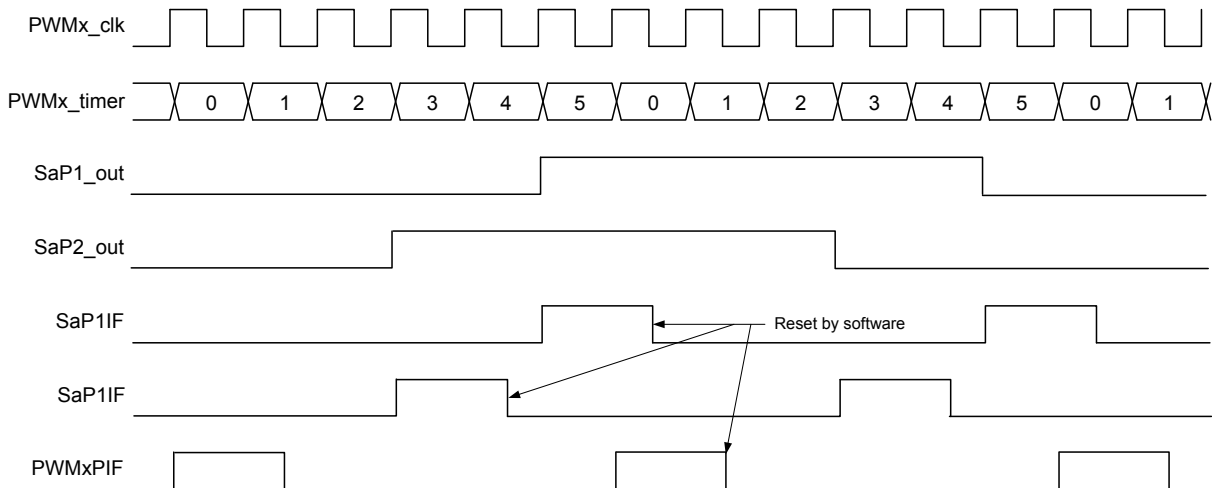 PWMx_clk
PWMx_timer 0 1 2 3 4 5 0 1 2 3 4 5 0 1
SaP1_out
SaP2_out
SaP1IF
Reset by software
SaP1IF
PWMxPIF